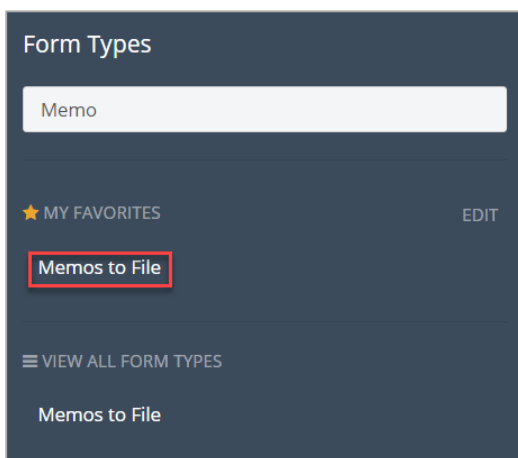 Form Types
Memo
MY FAVORITES EDIT
Memos to File
VIEW ALL FORM TYPES
Memos to File